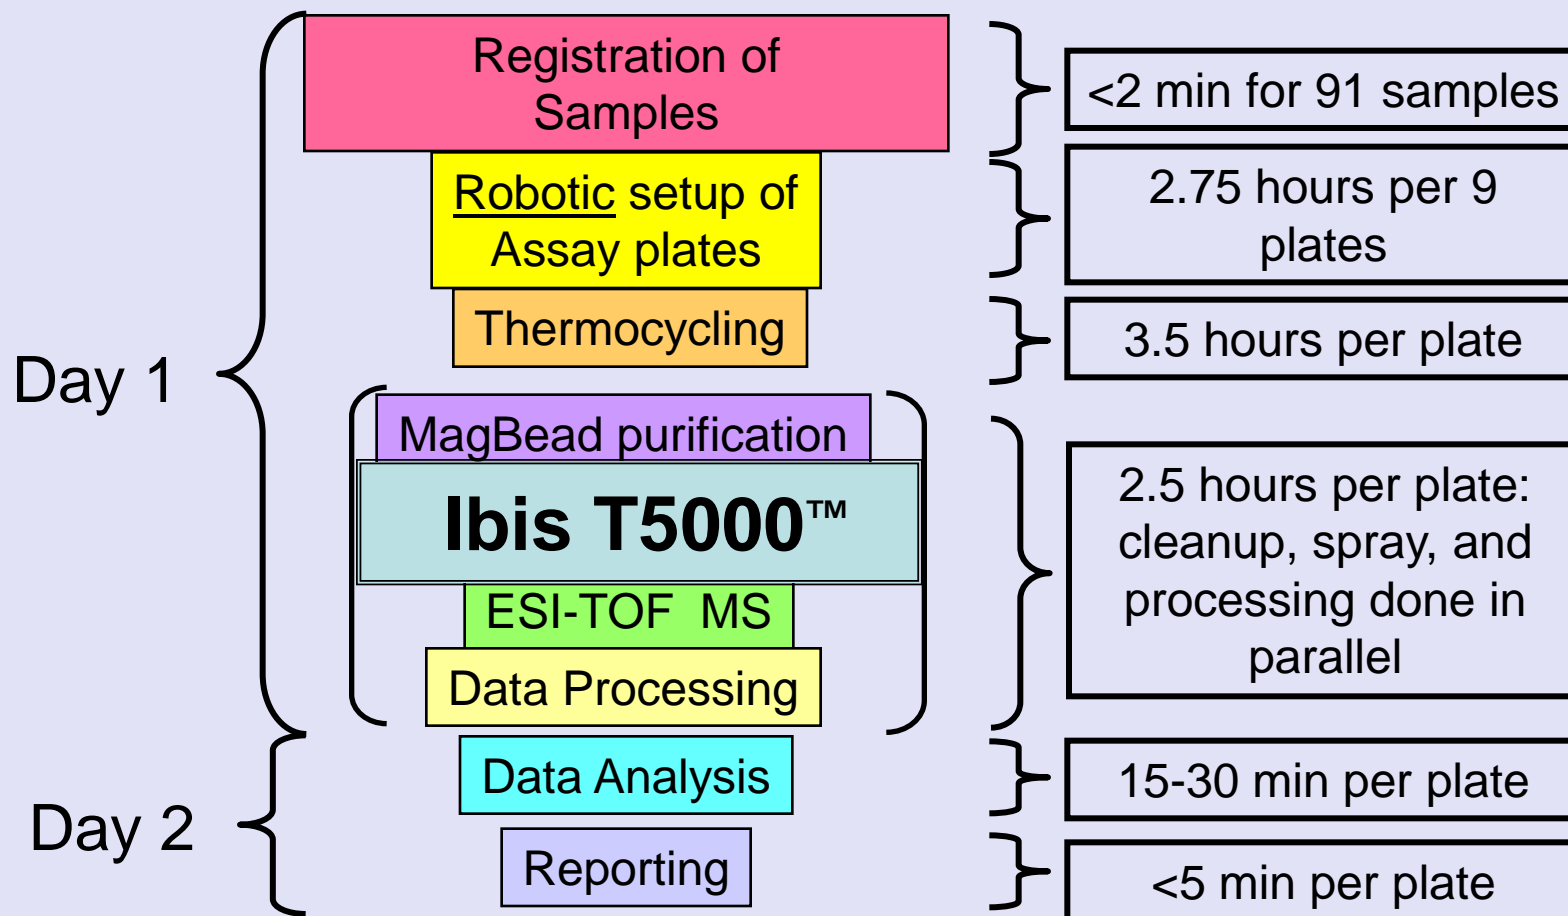 Registration of
Samples
<2 min for 91 samples
Robotic setup of
Assay plates
2.75 hours per 9
plates
Thermocycling
3.5 hours per plate
Day 1
MagBead purification
Ibis T5000™
ESI-TOF MS
Data Processing
2.5 hours per plate:
cleanup, spray, and
processing done in
parallel
Day 2
Data Analysis
15-30 min per plate
Reporting
<5 min per plate